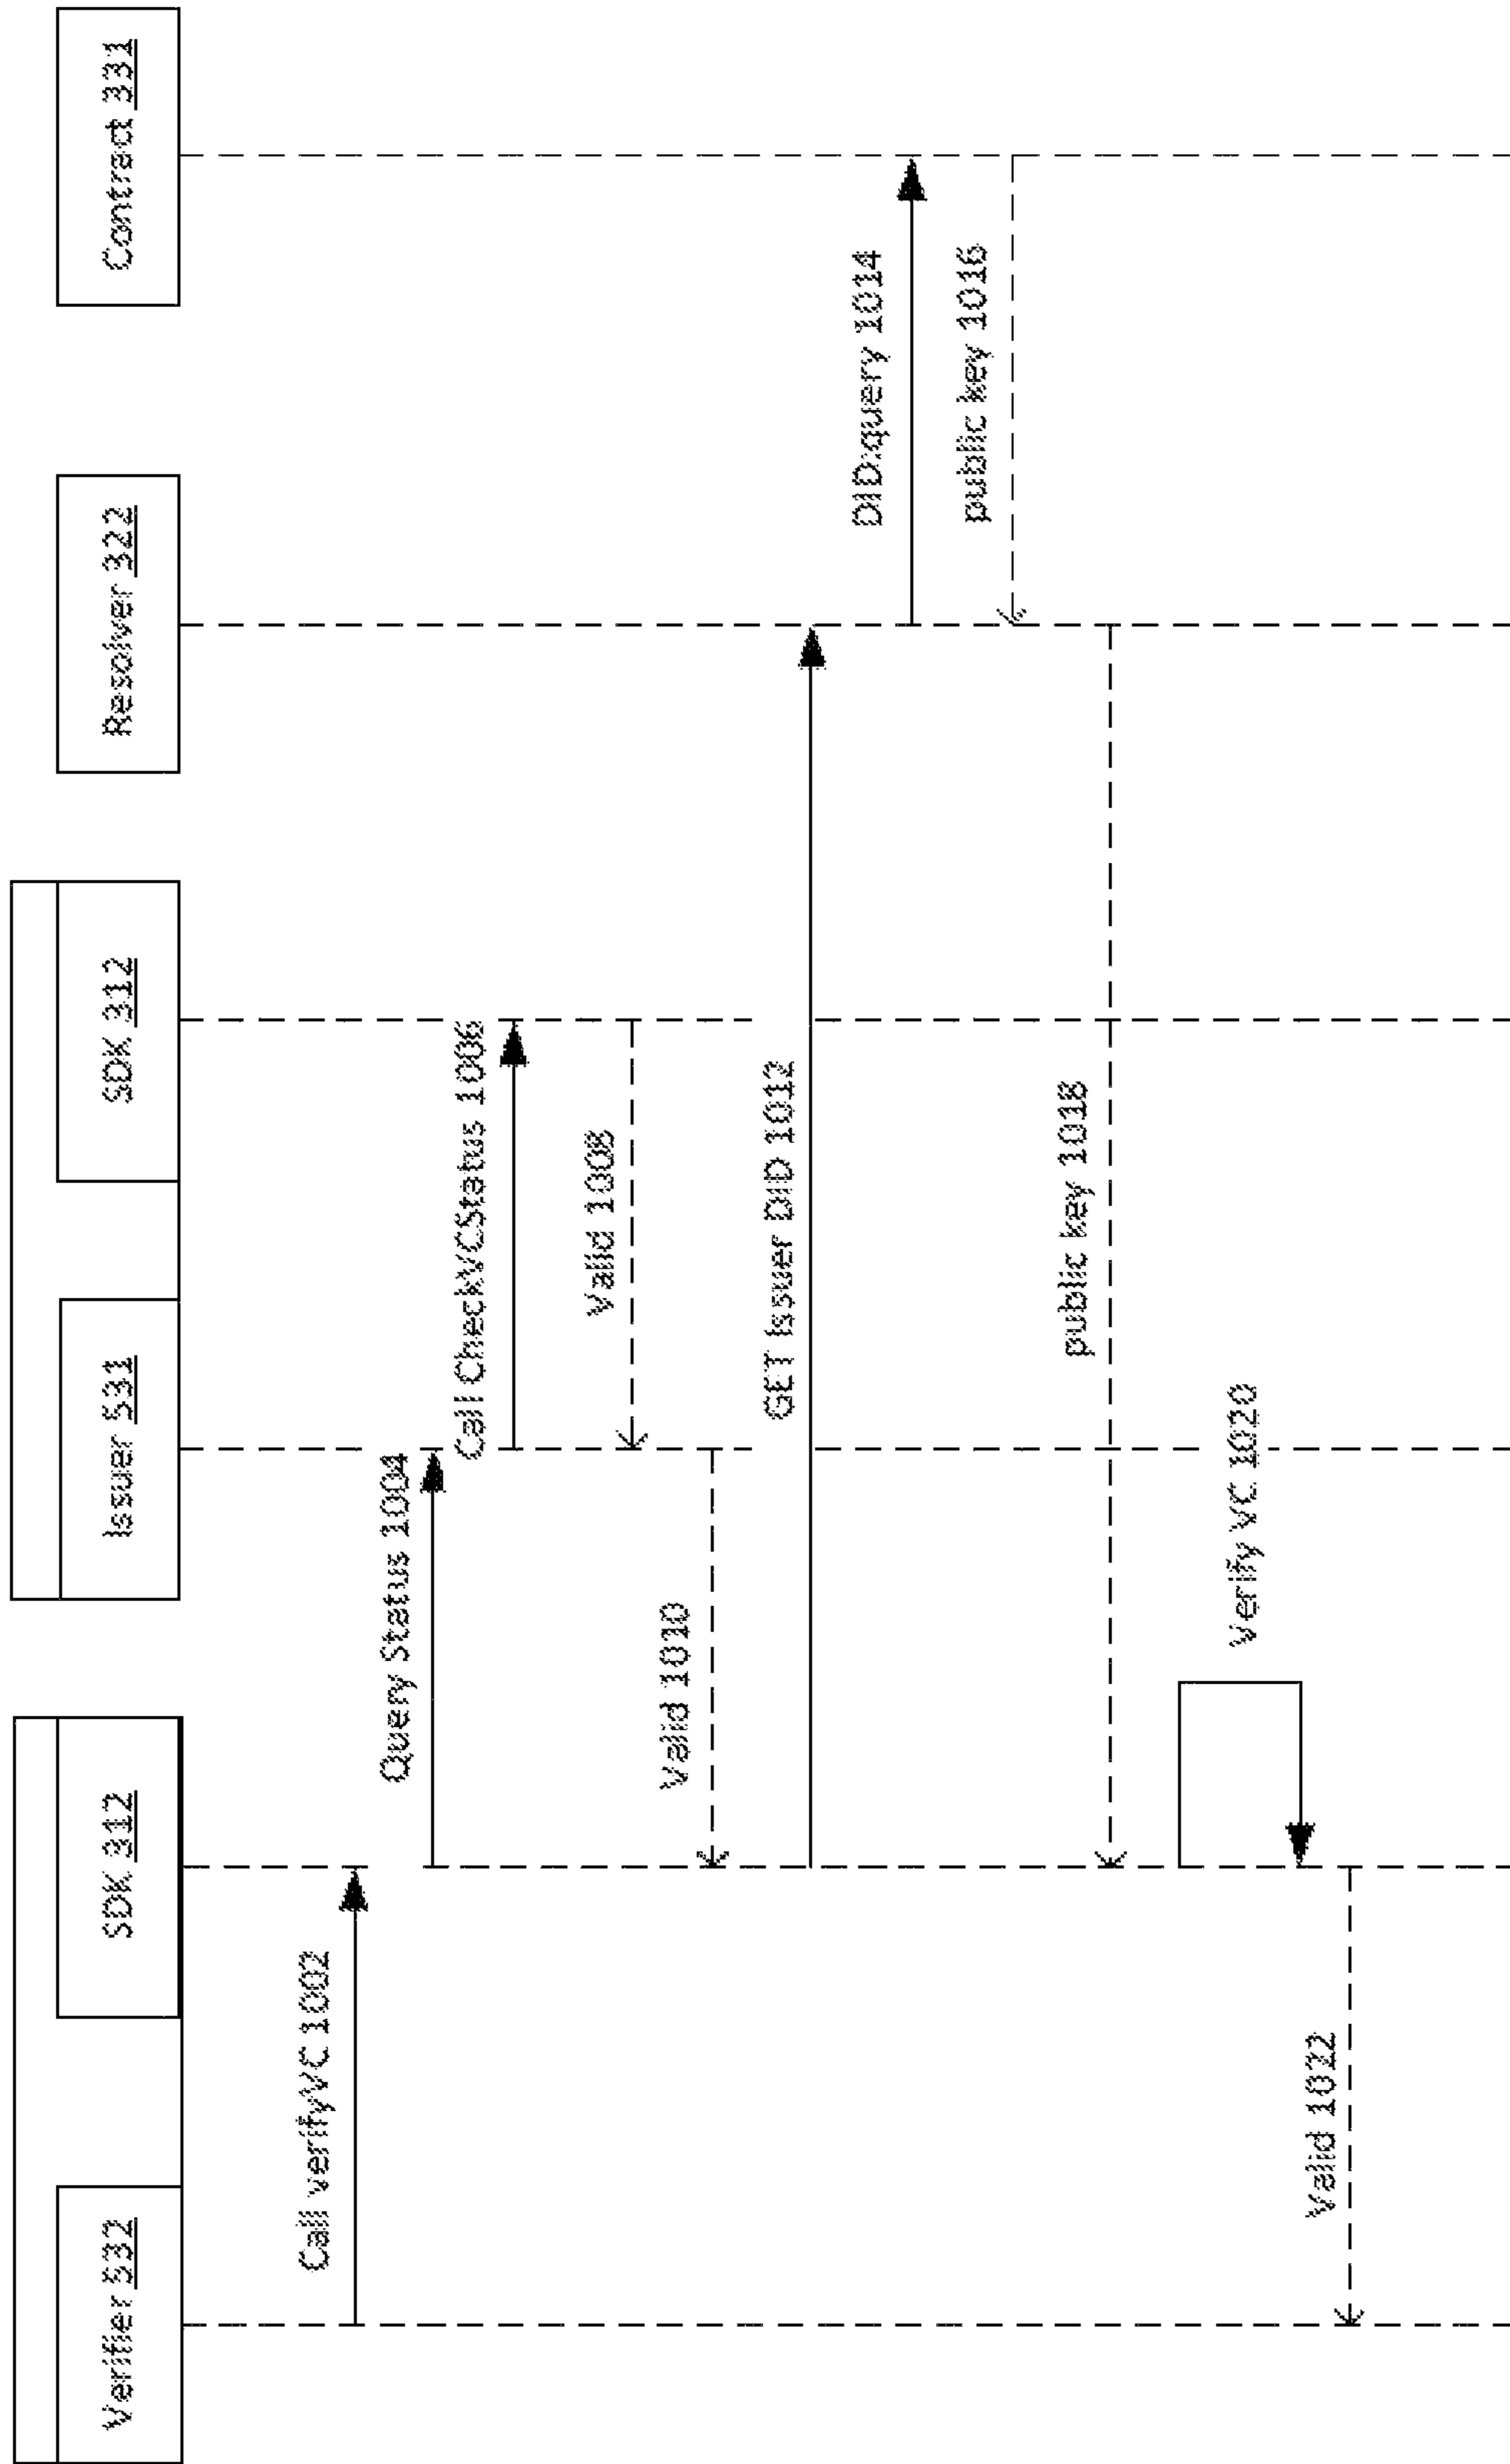 Verifier 532
SDK 312
Issuer 531
SDK 312
Resolver 322
Contract 331
Call verifyVC 1002
Query Status 1004
Call CheckVCStatus 1006
Valid 1008
Valid 1010
GET Issuer DID 1012
DID:query 1014
public key 1016
public key 1018
Verify VC 1020
Valid 1022